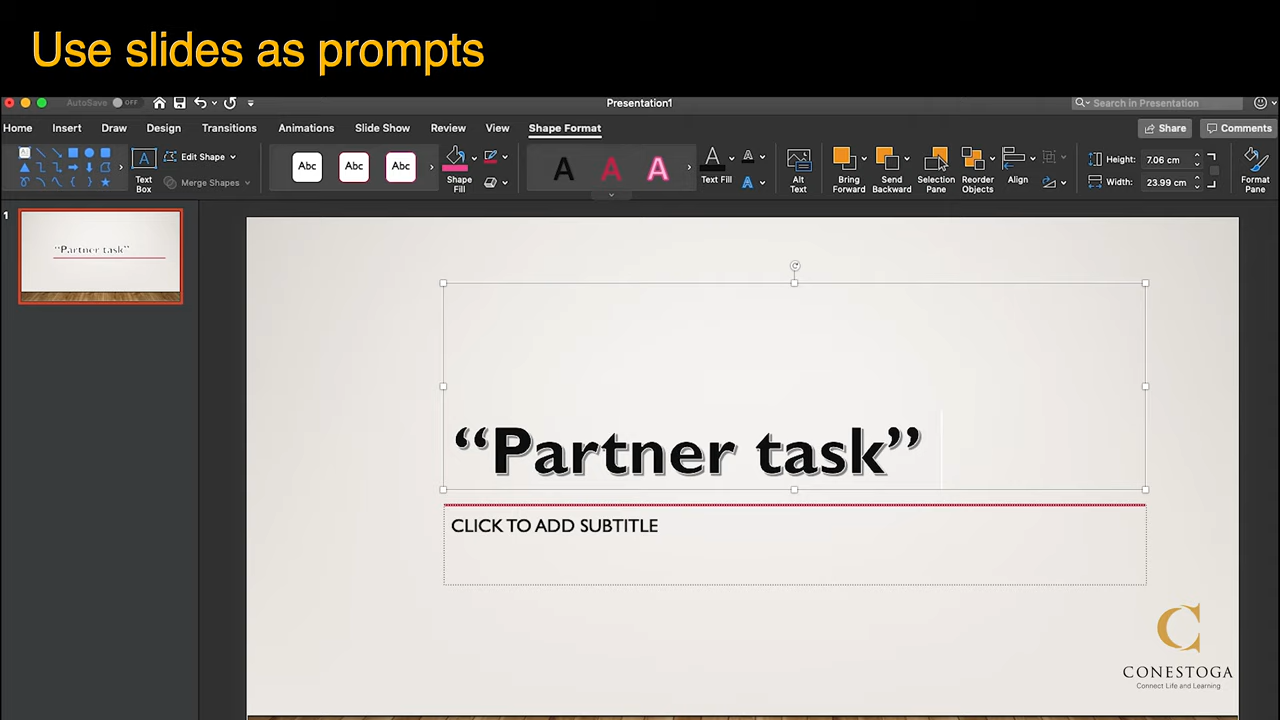 Use slides as prompts
AutoSave OFF
Presentation1
Search in Presentation
Home Insert Draw Design Transitions Animations Slide Show Review View Shape Format
Share Comments
A
Text Box
Edit Shape
Merge Shapes
Abc Abc Abc
Shape Fill
A A A
Text Fill
Alt Text
Bring Forward
Send Backward
Selection Pane
Reorder Objects
Align
Height: 7.06 cm
Width: 23.99 cm
Format Pane
1
“Partner task”
“Partner task”
CLICK TO ADD SUBTITLE
CONESTOGA
Connect Life and Learning